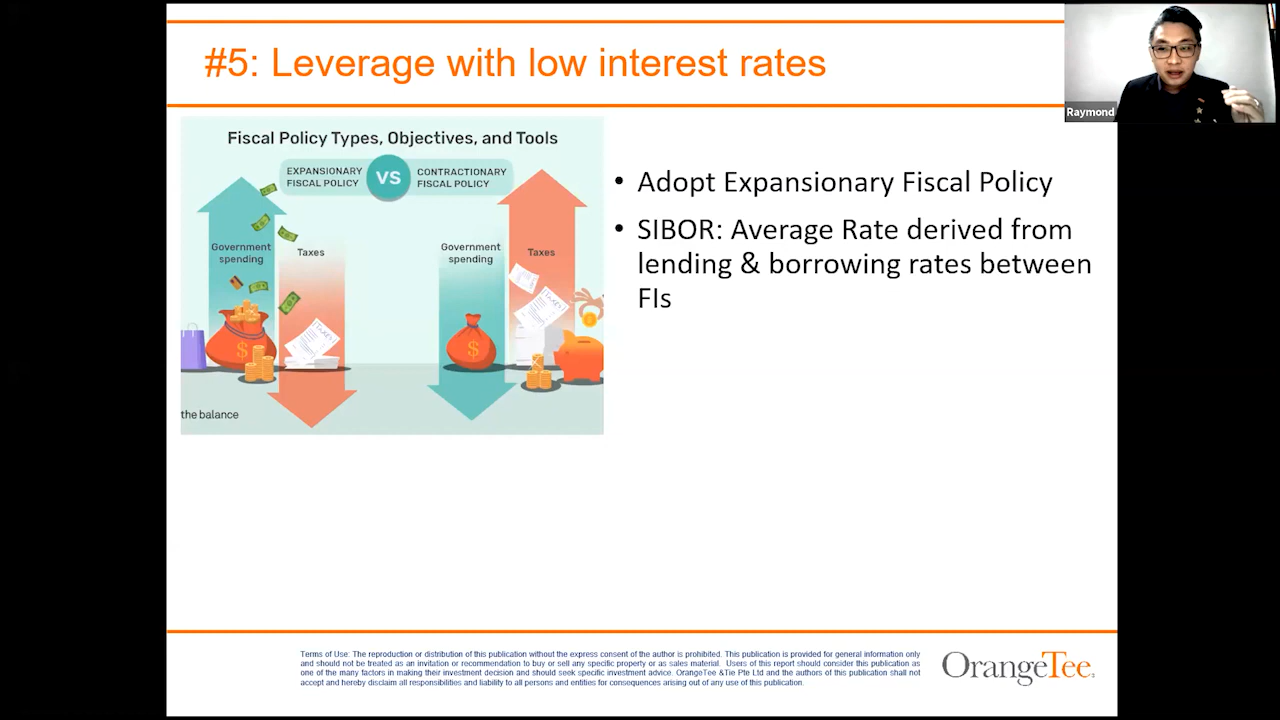 #5: Leverage with low interest rates
Raymond
Fiscal Policy Types, Objectives, and Tools
EXPANSIONARY
FISCAL POLICY
VS
CONTRACTIONARY
FISCAL POLICY
Government
spending
Taxes
Government
spending
Taxes
the balance
• Adopt Expansionary Fiscal Policy
• SIBOR: Average Rate derived from
lending & borrowing rates between
FIs
Terms of Use: The reproduction or distribution of this publication without the express consent of the author is prohibited. This publication is provided for general information only
and should not be treated as an invitation or recommendation to buy or sell any specific property or as sales material. Users of this report should consider this publication as
one of the many factors in making their investment decision and should seek specific investment advice. OrangeTee &Tie Pte Ltd and the authors of this publication shall not
accept and hereby disclaim all responsibilities and liability to all persons and entities for consequences arising out of any use of this publication.
OrangeTee